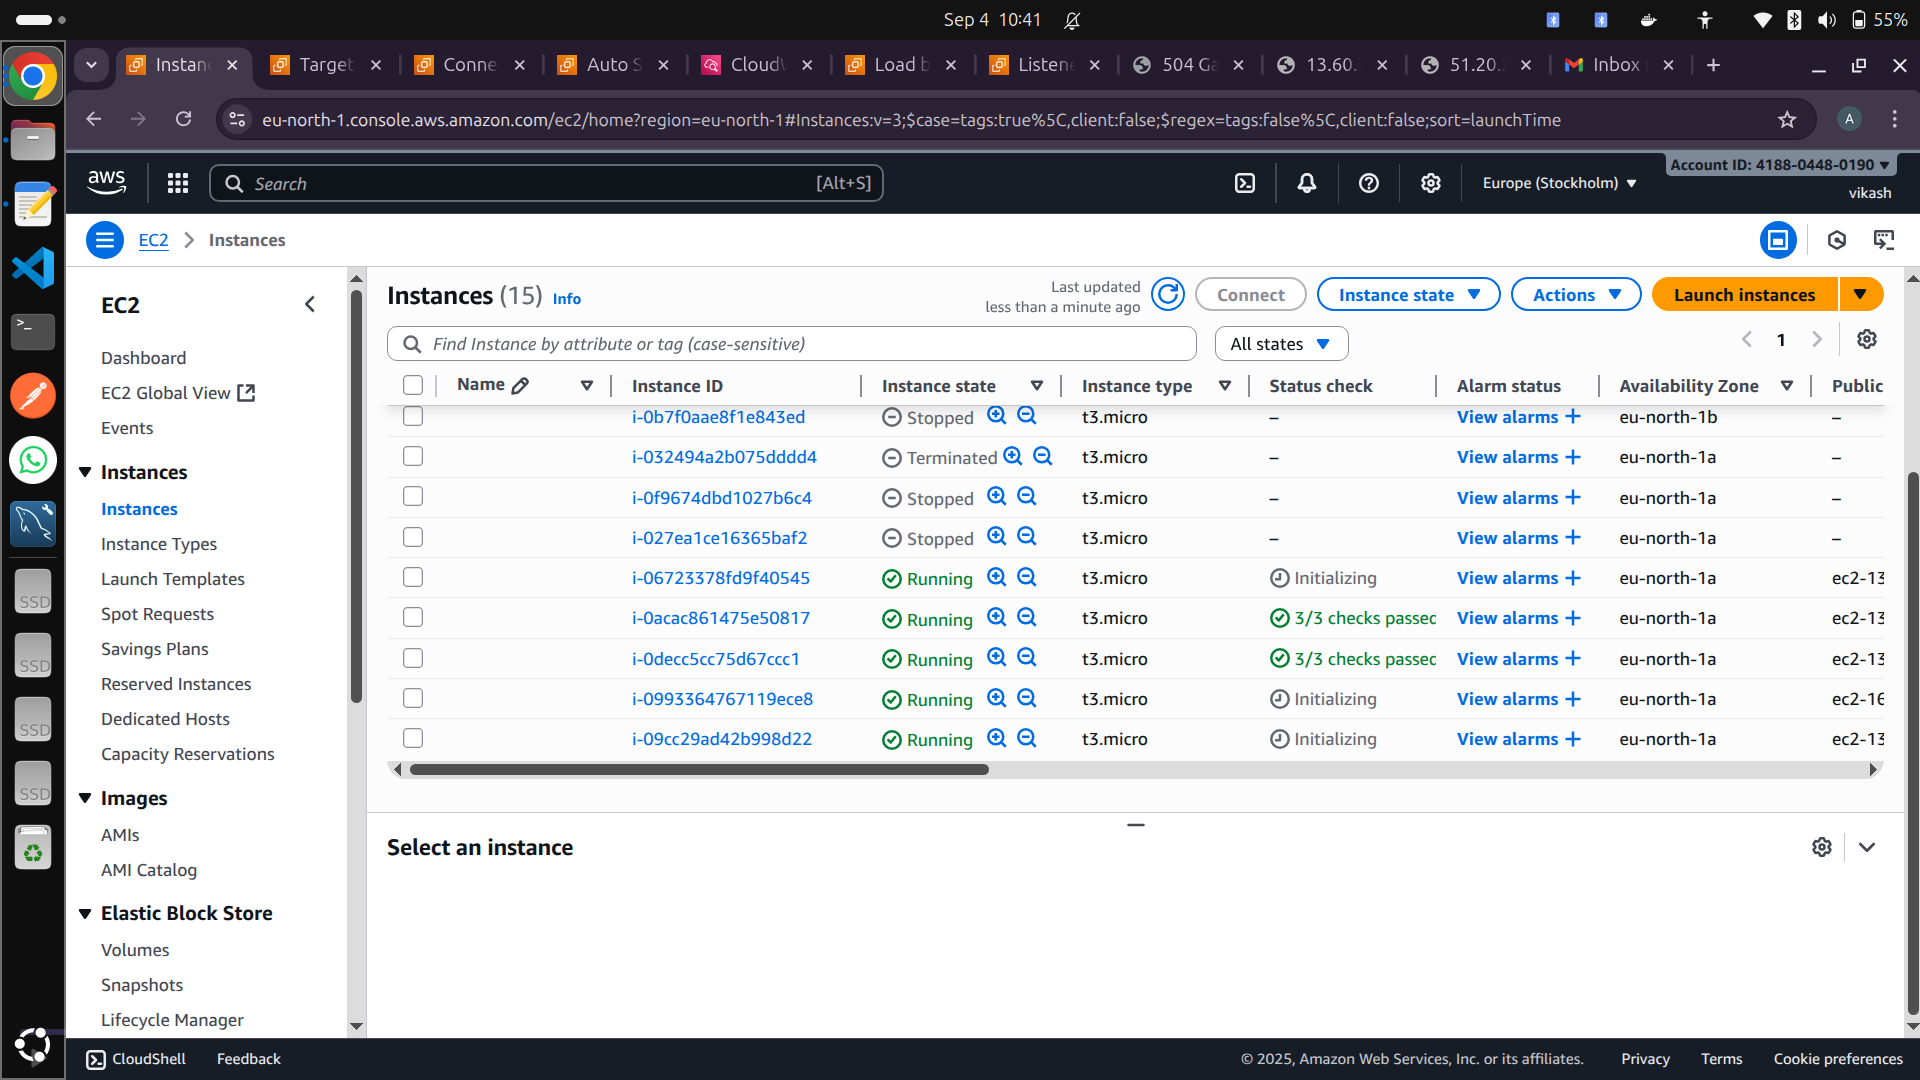 Sep 4 10:41
55%
Instanc
Target
Conne
Auto S
CloudW
Load b
Listene
504 Ga
13.60.
51.20.
Inbox
eu-north-1.console.aws.amazon.com/ec2/home?region=eu-north-1#Instances:v=3;$case=tags:true%5C,client:false;$regex=tags:false%5C,client:false;sort=launchTime
A
aws
Search
[Alt+S]
Europe (Stockholm)
Account ID: 4188-0448-0190
vikash
EC2 > Instances
EC2
Dashboard
EC2 Global View
Events
Instances
Instances
Instance Types
Launch Templates
Spot Requests
Savings Plans
Reserved Instances
Dedicated Hosts
Capacity Reservations
Images
AMIs
AMI Catalog
Elastic Block Store
Volumes
Snapshots
Lifecycle Manager
SSD
SSD
SSD
SSD
Instances (15) Info
Last updated
less than a minute ago
Connect
Instance state
Actions
Launch instances
Find Instance by attribute or tag (case-sensitive)
All states
1
Name Instance ID Instance state Instance type Status check Alarm status Availability Zone Public
i-0b7f0aae8f1e843ed Stopped t3.micro – View alarms + eu-north-1b –
i-032494a2b075dddd4 Terminated t3.micro – View alarms + eu-north-1a –
i-0f9674dbd1027b6c4 Stopped t3.micro – View alarms + eu-north-1a –
i-027ea1ce16365baf2 Stopped t3.micro – View alarms + eu-north-1a –
i-06723378fd9f40545 Running t3.micro Initializing View alarms + eu-north-1a ec2-13
i-0acac861475e50817 Running t3.micro 3/3 checks passed View alarms + eu-north-1a ec2-13
i-0decc5cc75d67ccc1 Running t3.micro 3/3 checks passed View alarms + eu-north-1a ec2-13
i-0993364767119ece8 Running t3.micro Initializing View alarms + eu-north-1a ec2-16
i-09cc29ad42b998d22 Running t3.micro Initializing View alarms + eu-north-1a ec2-13
Select an instance
CloudShell
Feedback
© 2025, Amazon Web Services, Inc. or its affiliates.
Privacy
Terms
Cookie preferences